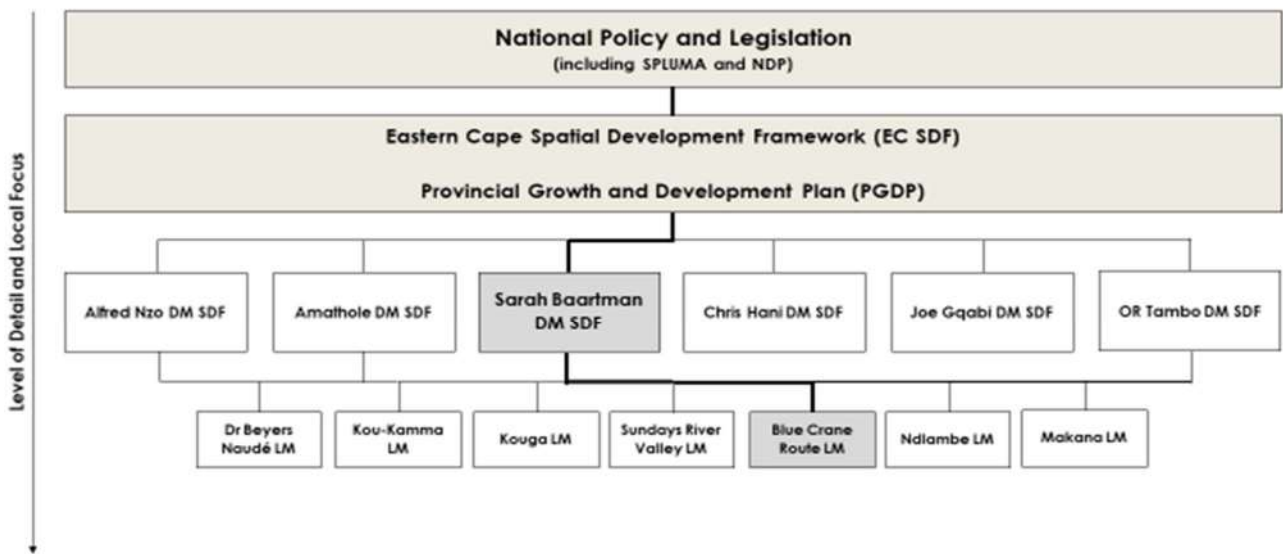 National Policy and Legislation
(including SPLUMA and NDP)
Eastern Cape Spatial Development Framework (EC SDF)
Provincial Growth and Development Plan (PGDP)
Level of Detail and Local Focus
Alfred Nzo DM SDF
Amathole DM SDF
Sarah Baartman
DM SDF
Chris Hani DM SDF
Joe Gqabi DM SDF
OR Tambo DM SDF
Dr Beyers
Naudé LM
Kou-Kamma
LM
Kouga LM
Sundays River
Valley LM
Blue Crane
Route LM
Ndlambe LM
Makana LM